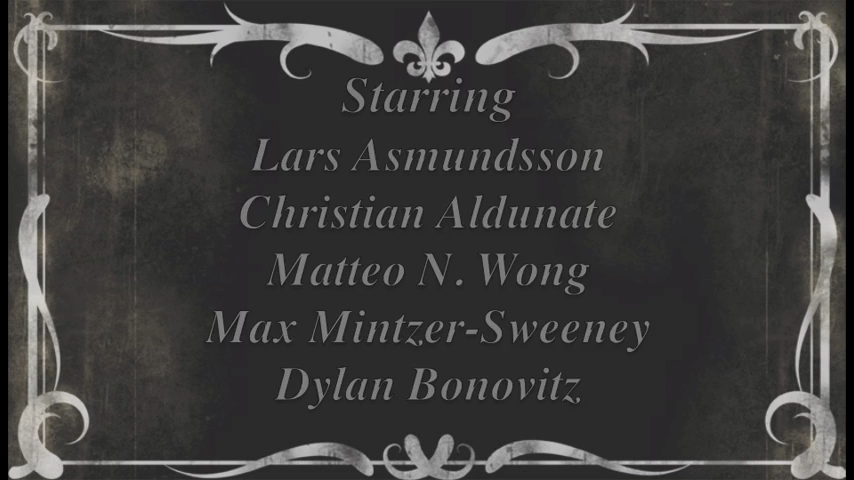 Starring
Lars Asmundsson
Christian Aldunate
Matteo N. Wong
Max Mintzer-Sweeney
Dylan Bonovitz